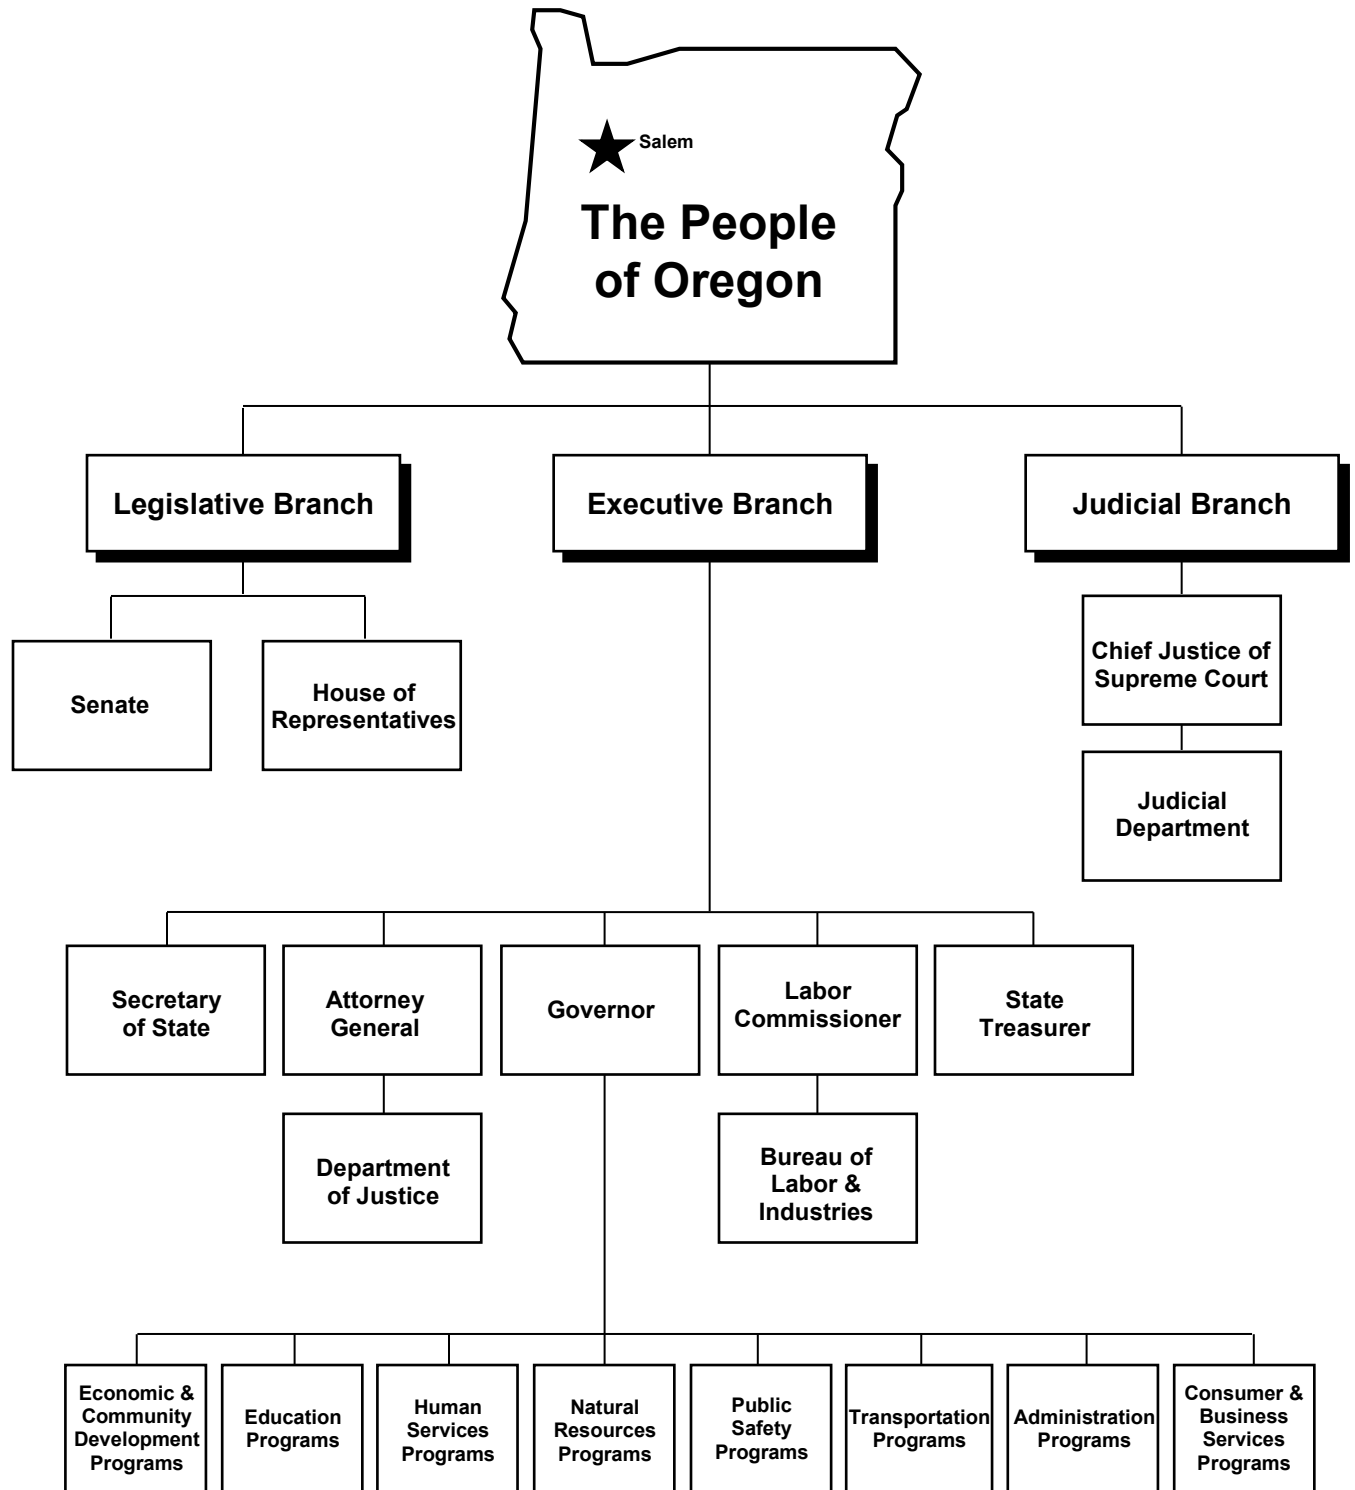 Salem
The People
of Oregon
Legislative Branch
Executive Branch
Judicial Branch
Senate
House of
Representatives
Chief Justice of
Supreme Court
Judicial
Department
Secretary
of State
Attorney
General
Governor
Labor
Commissioner
State
Treasurer
Department
of Justice
Bureau of
Labor &
Industries
Economic &
Community
Development
Programs
Education
Programs
Human
Services
Programs
Natural
Resources
Programs
Public
Safety
Programs
Transportation
Programs
Administration
Programs
Consumer &
Business
Services
Programs